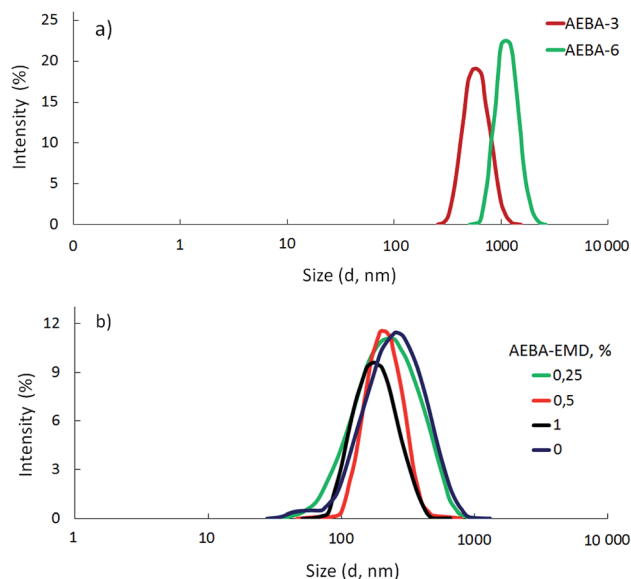 a)
AEBA-3
AEBA-6
Intensity (%)
25
20
15
10
5
0
0
1
10
100
1000
10 000
Size (d, nm)
b)
AEBA-EMD, %
0,25
0,5
1
0
Intensity (%)
12
9
6
3
0
1
10
100
1000
10 000
Size (d, nm)